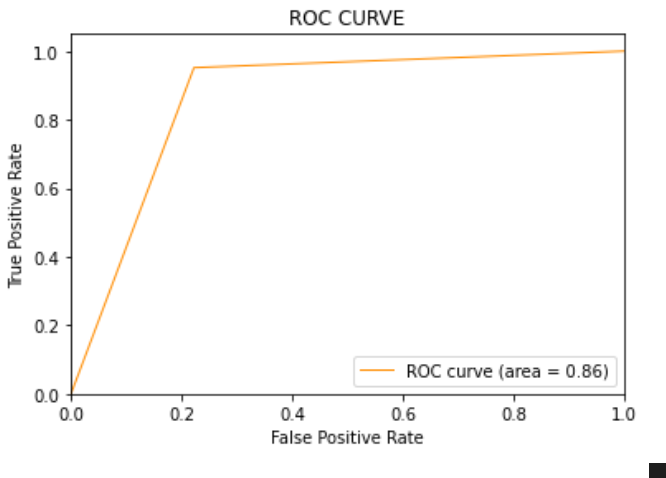 ROC CURVE
True Positive Rate
1.0
0.8
0.6
0.4
0.2
0.0
ROC curve (area = 0.86)
0.0 0.2 0.4 0.6 0.8 1.0
False Positive Rate